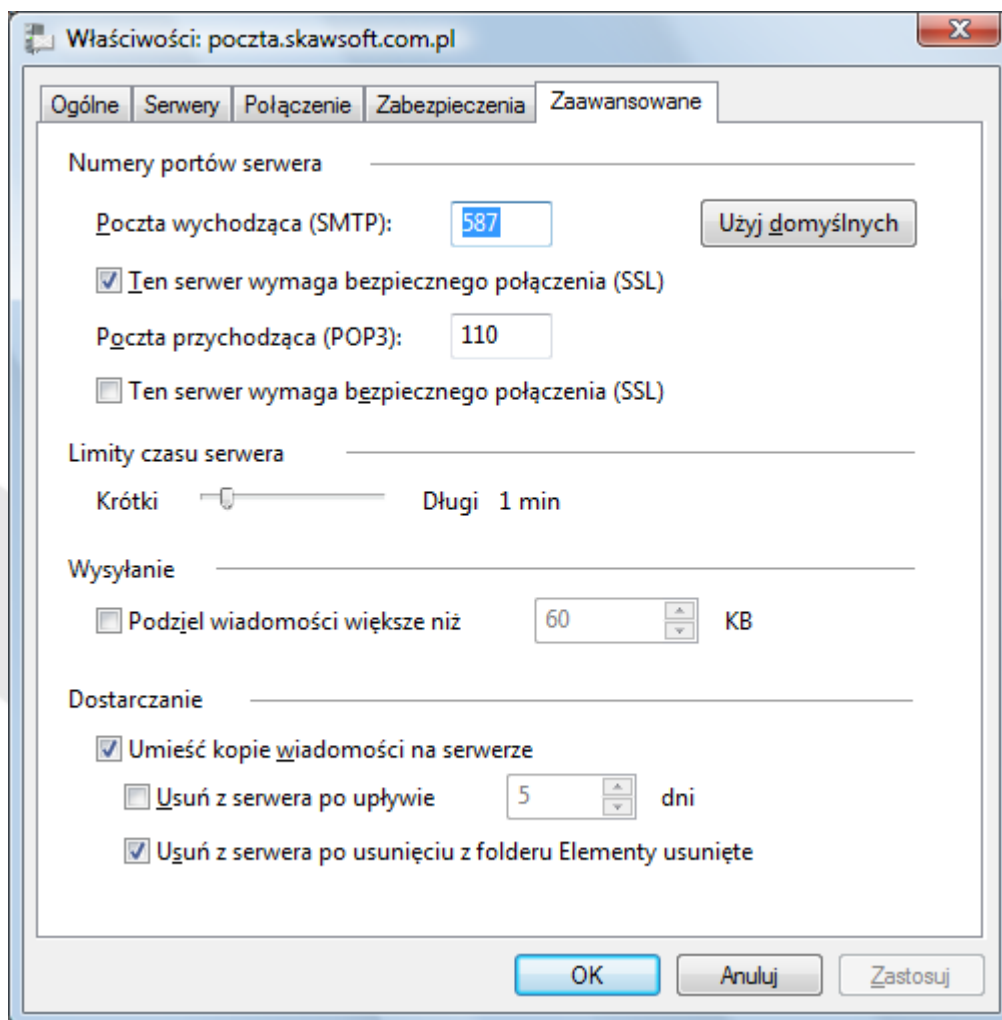 Właściwości: poczta.skawsoft.com.pl
Ogólne Serwery Połączenie Zabezpieczenia Zaawansowane
Numery portów serwera
Poczta wychodząca (SMTP): 587 Użyj domyślnych
Ten serwer wymaga bezpiecznego połączenia (SSL)
Poczta przychodząca (POP3): 110
Ten serwer wymaga bezpiecznego połączenia (SSL)
Limity czasu serwera
Krótki Długi 1 min
Wysyłanie
Podziel wiadomości większe niż 60 KB
Dostarczanie
Umieść kopie wiadomości na serwerze
Usuń z serwera po upływie 5 dni
Usuń z serwera po usunięciu z folderu Elementy usunięte
OK Anuluj Zastosuj